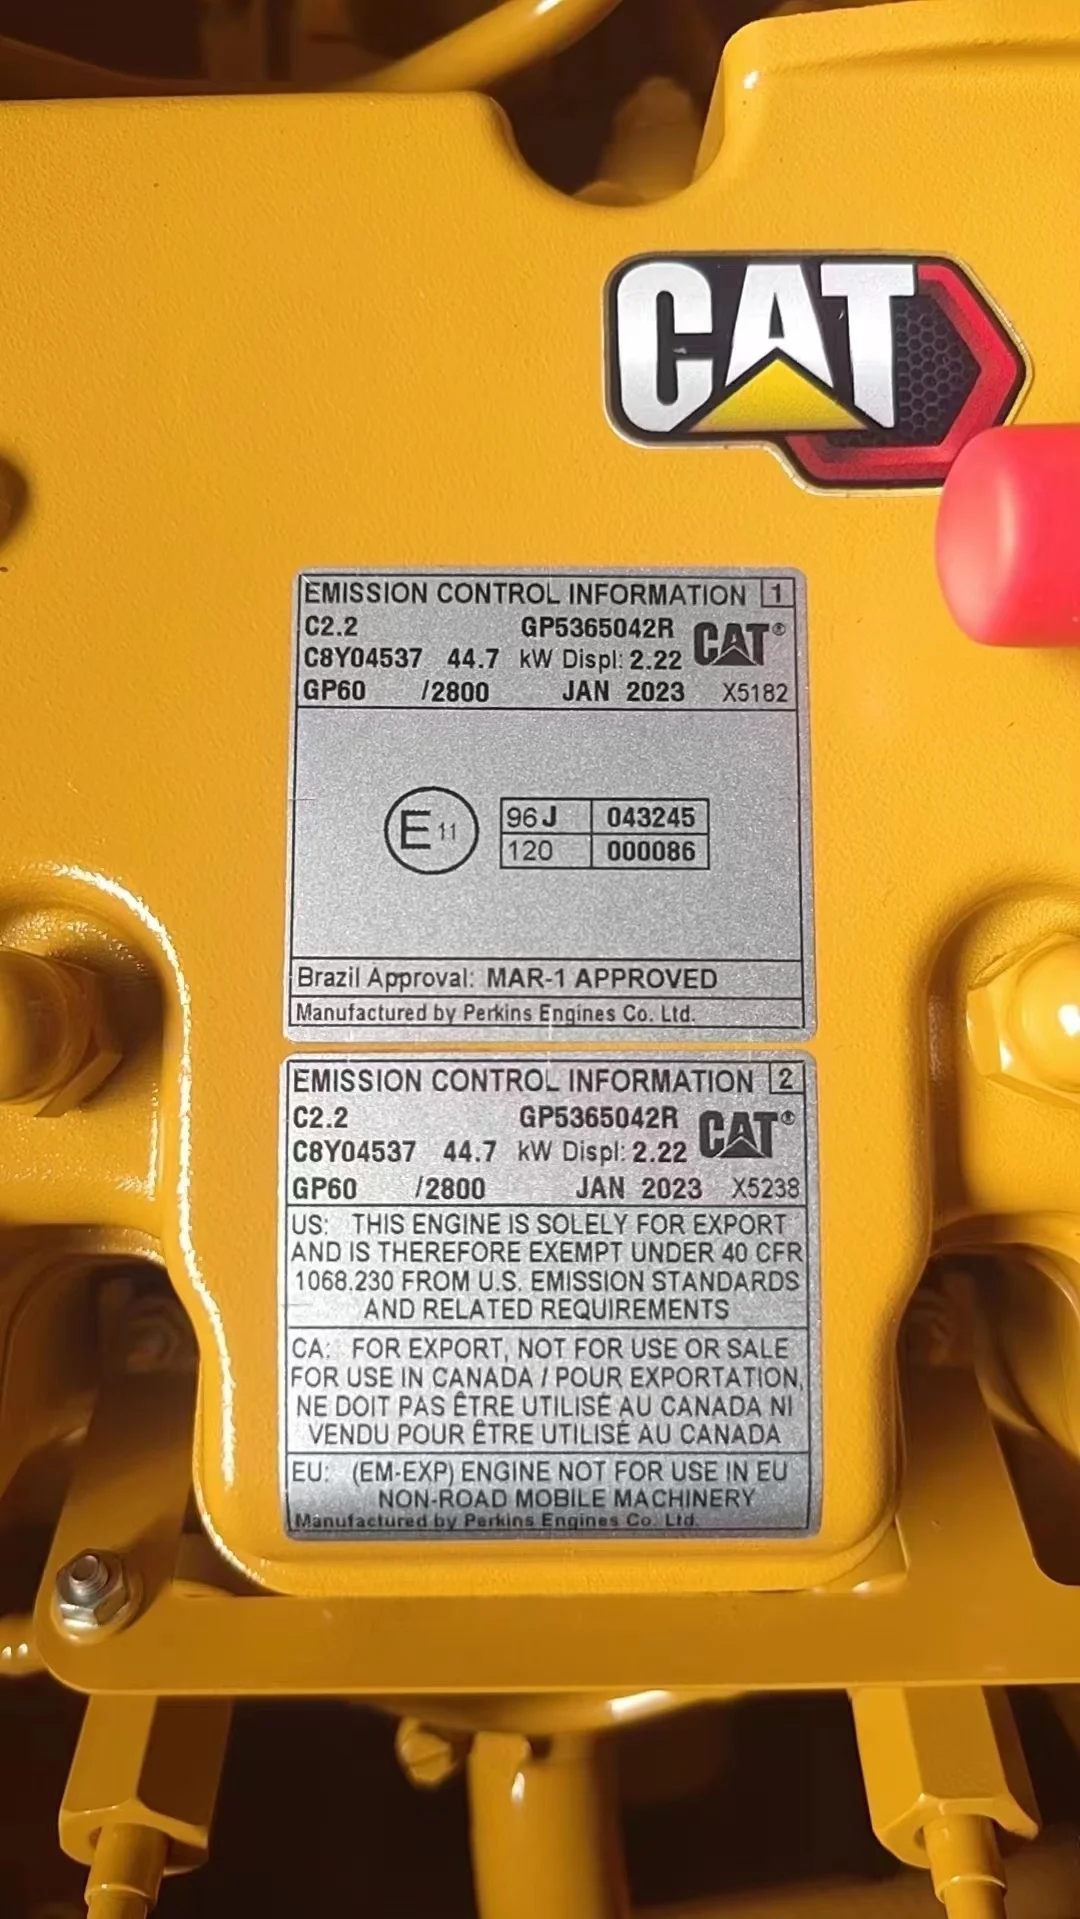 CAT
EMISSION CONTROL INFORMATION 1
C2.2 GP5365042R CAT®
C8Y04537 44.7 kW Displ: 2.22
GP60 /2800 JAN 2023 X5182
E 11
96 J 043245
120 000086
Brazil Approval: MAR-1 APPROVED
Manufactured by Perkins Engines Co. Ltd.
EMISSION CONTROL INFORMATION 2
C2.2 GP5365042R CAT®
C8Y04537 44.7 kW Displ: 2.22
GP60 /2800 JAN 2023 X5238
US: THIS ENGINE IS SOLELY FOR EXPORT
AND IS THEREFORE EXEMPT UNDER 40 CFR
1068.230 FROM U.S. EMISSION STANDARDS
AND RELATED REQUIREMENTS
CA: FOR EXPORT, NOT FOR USE OR SALE
FOR USE IN CANADA / POUR EXPORTATION,
NE DOIT PAS ÊTRE UTILISÉ AU CANADA NI
VENDU POUR ÊTRE UTILISÉ AU CANADA
EU: (EM-EXP) ENGINE NOT FOR USE IN EU
NON-ROAD MOBILE MACHINERY
Manufactured by Perkins Engines Co. Ltd.